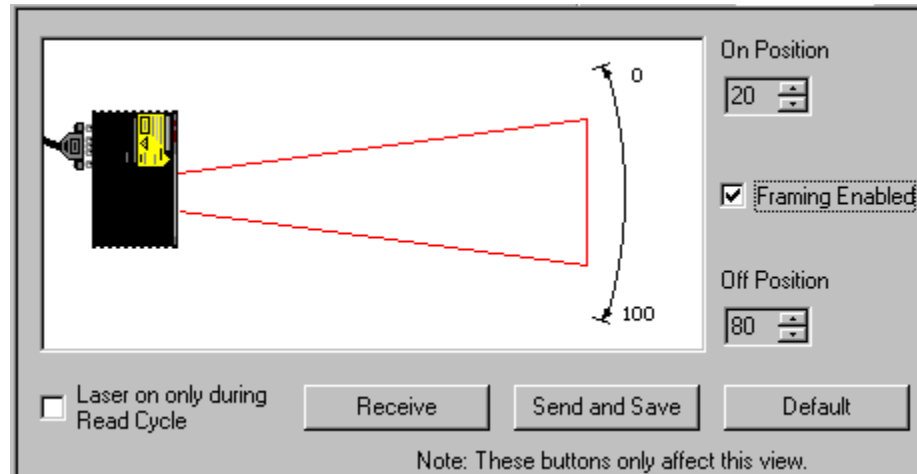 On Position
0
20
Framing Enabled
Off Position
100
80
Laser on only during
Read Cycle
Receive
Send and Save
Default
Note: These buttons only affect this view.